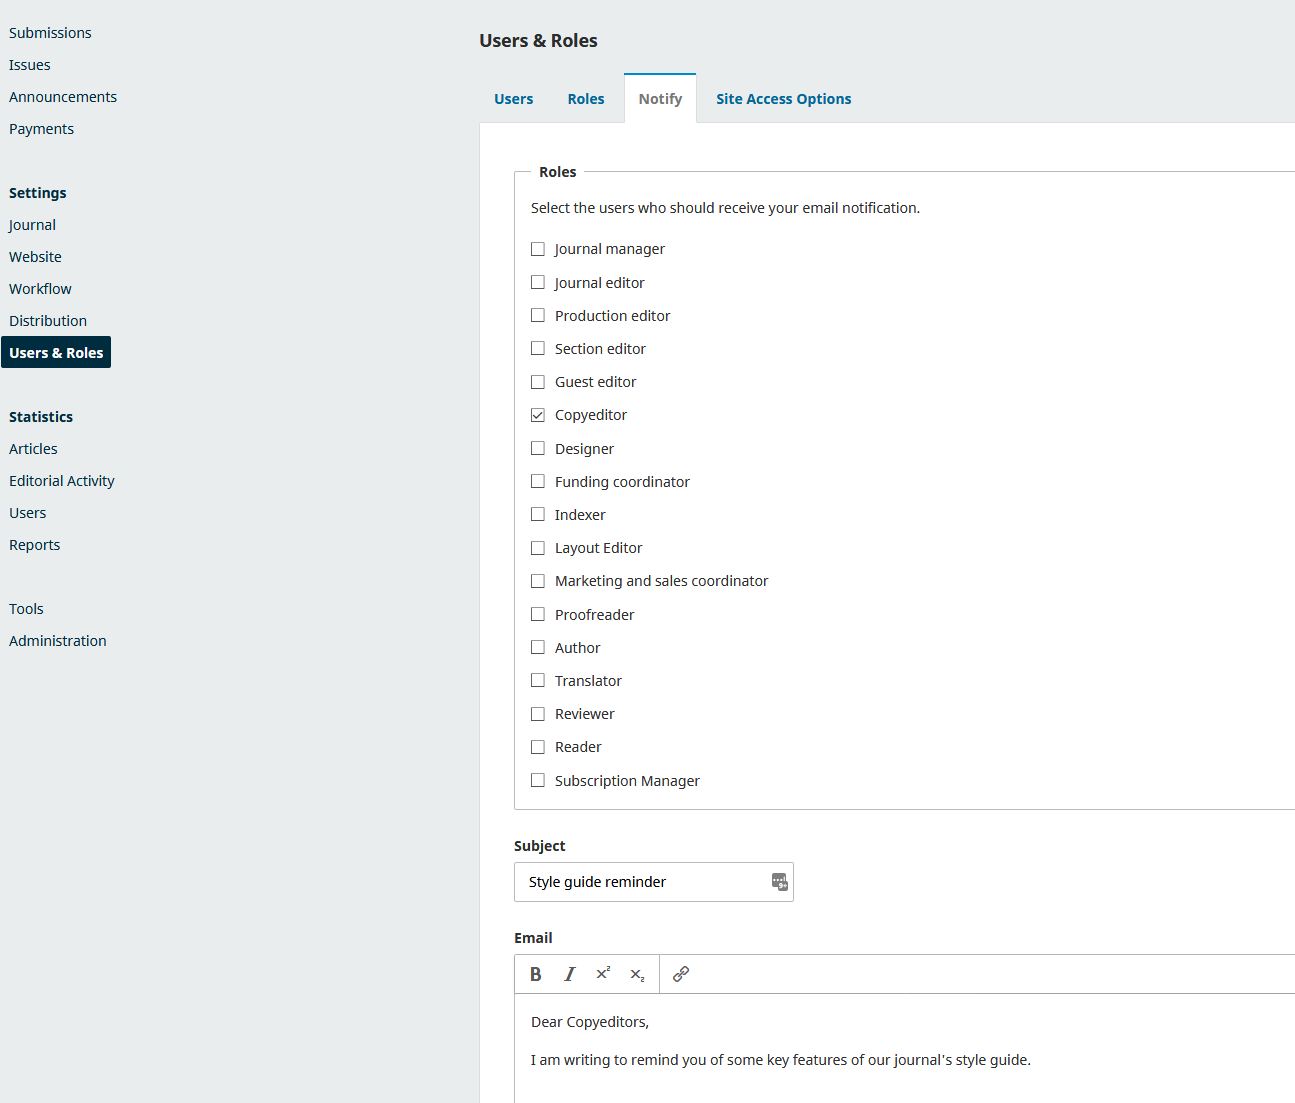 Submissions
Issues
Announcements
Payments
Settings
Journal
Website
Workflow
Distribution
Users & Roles
Statistics
Articles
Editorial Activity
Users
Reports
Tools
Administration
Users & Roles
Users
Roles
Notify
Site Access Options
Roles
Select the users who should receive your email notification.
Journal manager
Journal editor
Production editor
Section editor
Guest editor
Copyeditor
Designer
Funding coordinator
Indexer
Layout Editor
Marketing and sales coordinator
Proofreader
Author
Translator
Reviewer
Reader
Subscription Manager
Subject
Style guide reminder
9+
Email
B I x² x₂
Dear Copyeditors,
I am writing to remind you of some key features of our journal's style guide.